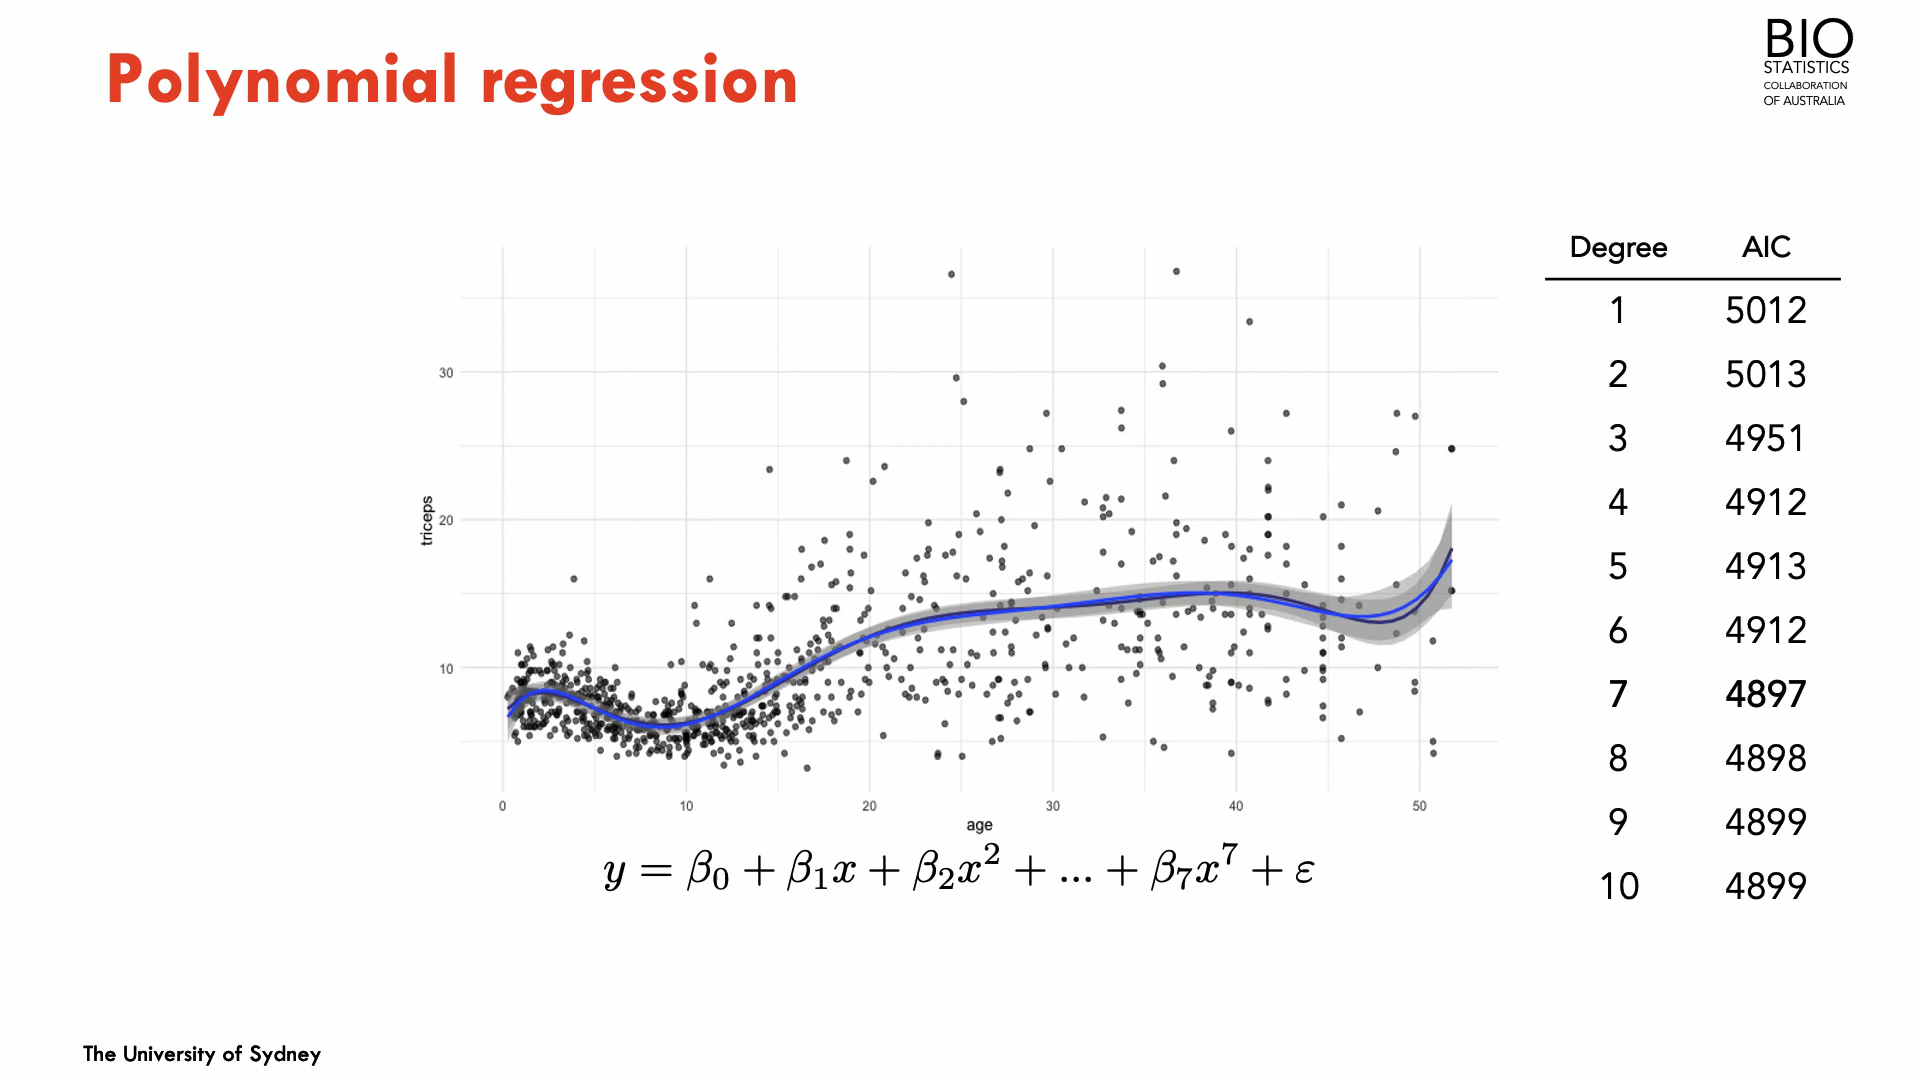 Polynomial regression
BIO
STATISTICS
COLLABORATION
OF AUSTRALIA
triceps
30
20
10
0 10 20 30 40 50
age
y = β₀ + β₁x + β₂x² + ... + β₇x⁷ + ε
Degree AIC
1 5012
2 5013
3 4951
4 4912
5 4913
6 4912
7 4897
8 4898
9 4899
10 4899
The University of Sydney